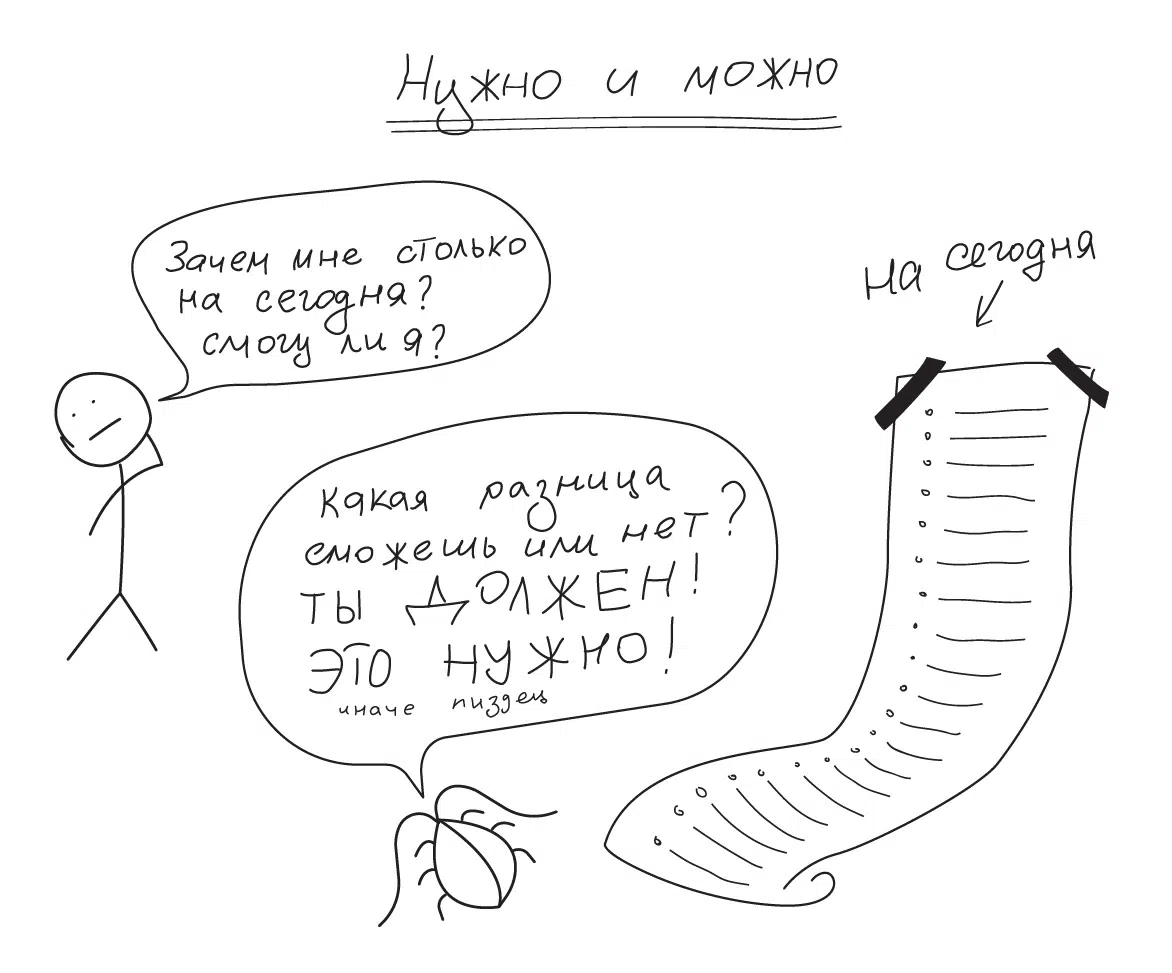 Нужно и можно
Зачем мне столько
на сегодня?
смогу ли я?
на сегодня
Какая разница
сможешь или нет?
ты ДОЛЖЕН!
ЭТО НУЖНО!
иначе пиздец